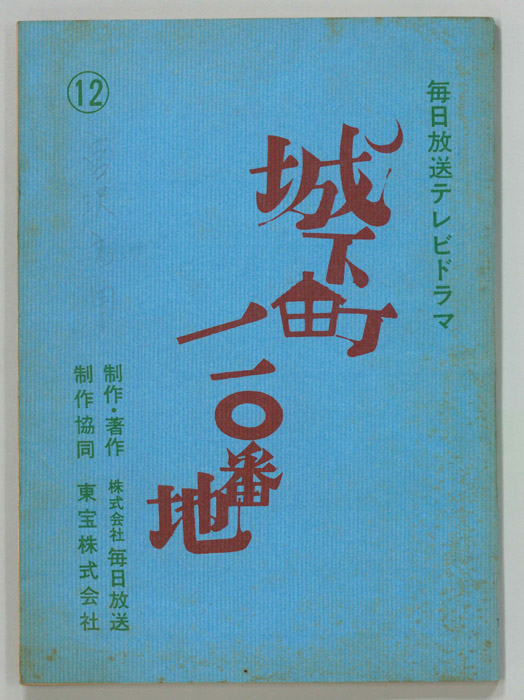 毎日放送テレビドラマ
城下町
一一〇番地
⑫
制作・著作 株式会社 毎日放送
制作協同 東宝株式会社